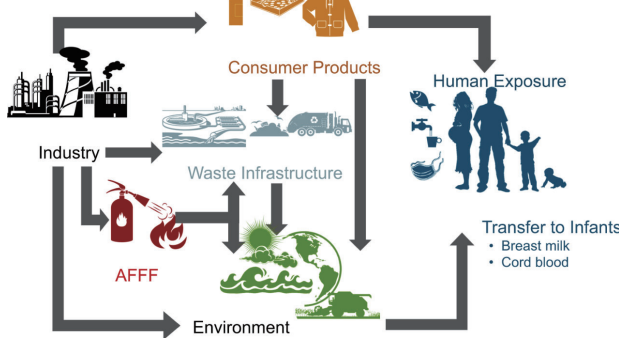 Consumer Products
Human Exposure
Industry
Waste Infrastructure
AFFF
Transfer to Infants
• Breast milk
• Cord blood
Environment